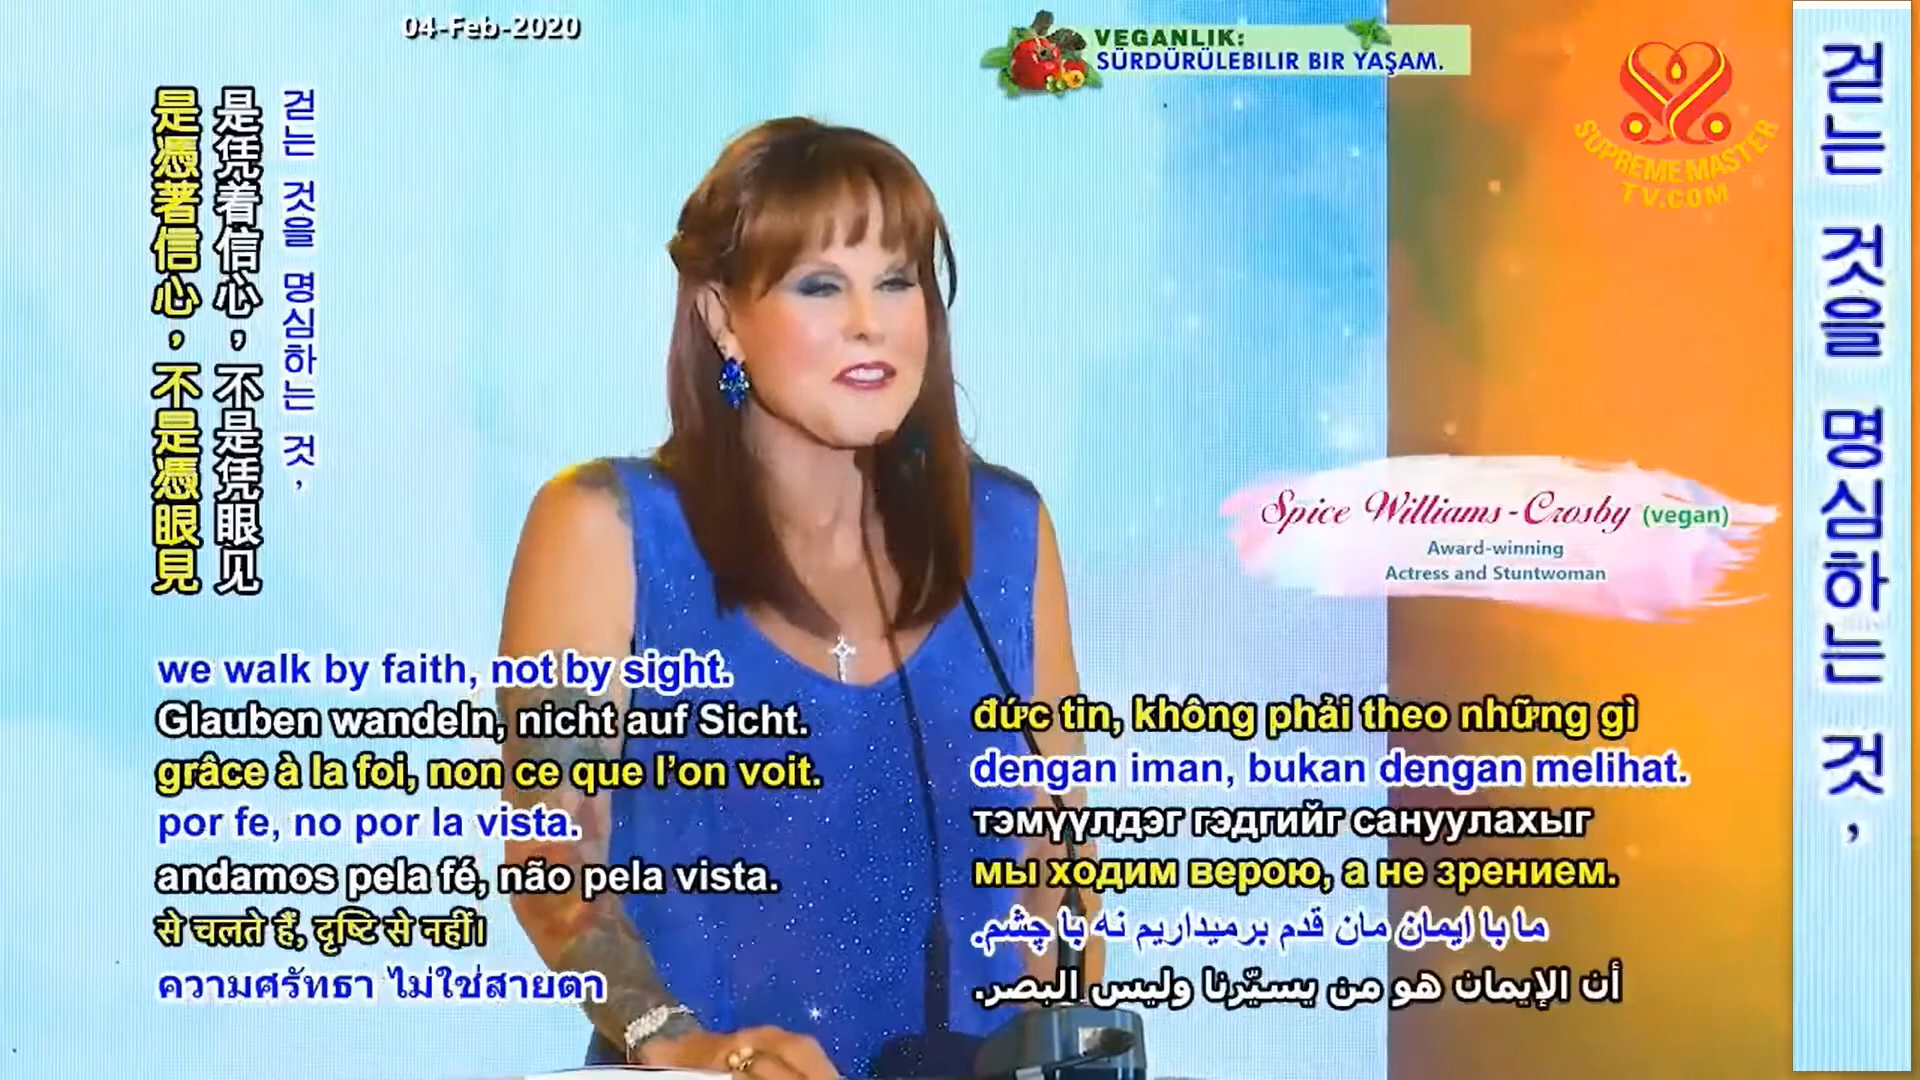 04-Feb-2020
VEGANLIK:
SÜRDÜRÜLEBILIR BIR YAŞAM.
SUPREME MASTER
TV.COM
걷는 것을 명심하는 것,
걷는 것을 명심하는 것,
是凭着信心，不是凭眼见
是憑著信心，不是憑眼見
Spice Williams-Crosby (vegan)
Award-winning
Actress and Stuntwoman
we walk by faith, not by sight.
Glauben wandeln, nicht auf Sicht.
grâce à la foi, non ce que l’on voit.
por fe, no por la vista.
andamos pela fé, não pela vista.
से चलते हैं, दृष्टि से नहीं।
ความศรัทธา ไม่ใช่สายตา
đức tin, không phải theo những gì
dengan iman, bukan dengan melihat.
тэмүүлдэг гэдгийг сануулахыг
мы ходим верою, а не зрением.
ما با ایمان مان قدم برمیداریم نه با چشم.
أن الإيمان هو من يسيّرنا وليس البصر.